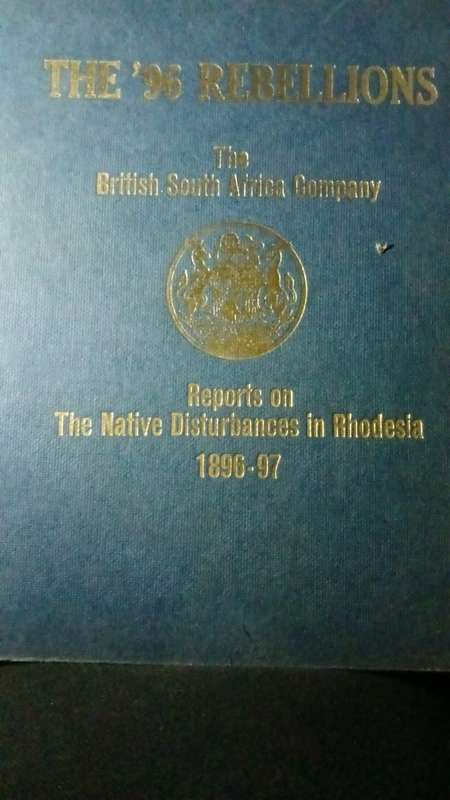 THE '96 REBELLIONS
The
British South Africa Company
Reports on
The Native Disturbances in Rhodesia
1896-97